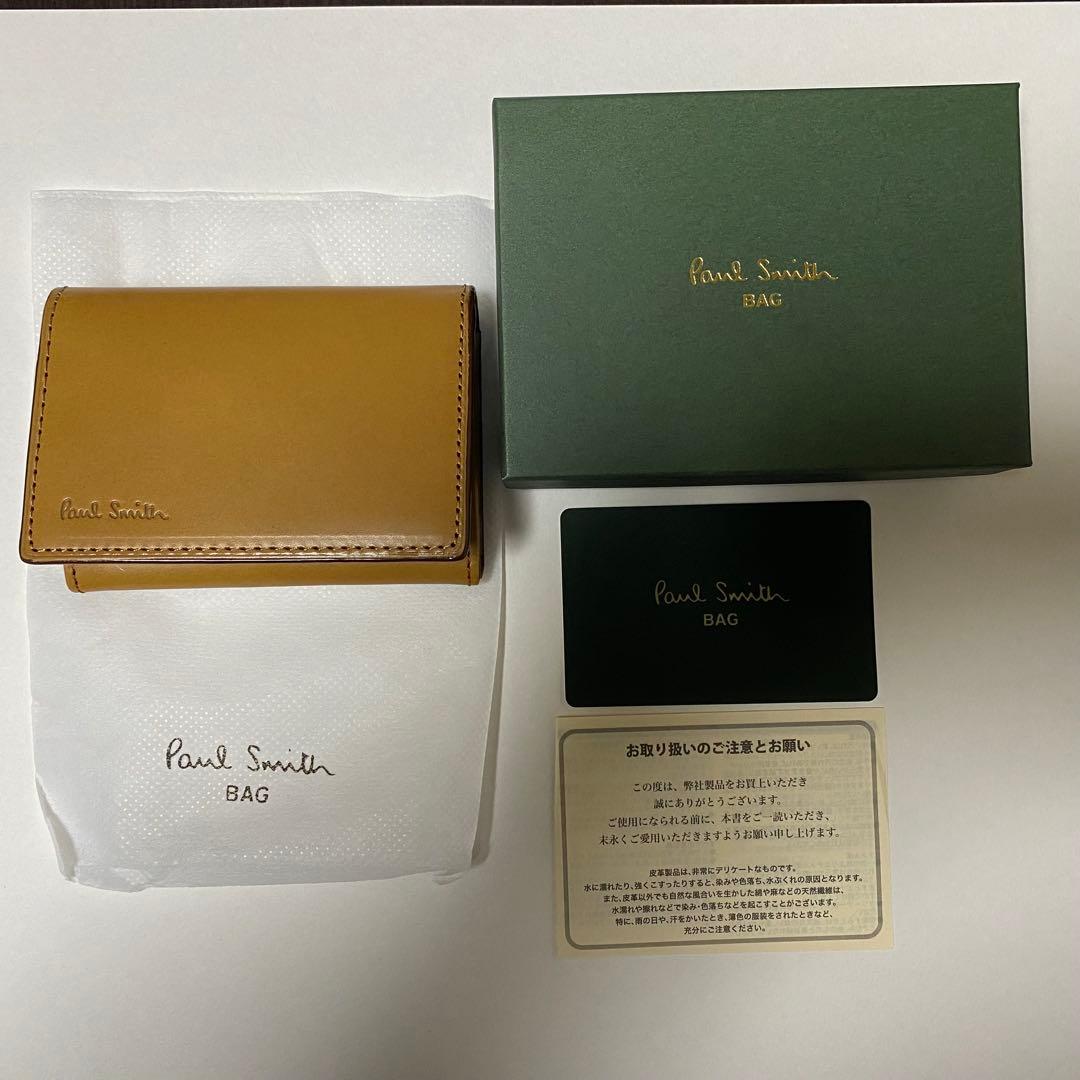 Paul Smith
BAG
Paul Smith
Paul Smith
BAG
Paul Smith
BAG
お取り扱いのご注意とお願い
この度は、弊社製品をお買上いただき
誠にありがとうございます。
ご使用になられる前に、本書をご一読いただき、
末永くご愛用いただきますようお願い申し上げます。
皮革製品は、非常にデリケートなものです。
水に濡れたり、強くこすったりすると、染みや色落ち、水ぶくれの原因となります。
また、皮革以外でも自然な風合いを生かした綿や麻などの天然繊維は、
水濡れや擦れなどで染み・色落ちなどを起こすことがございます。
特に、雨の日や、汗をかいたとき、薄色の服装をされたときなど、
充分にご注意ください。